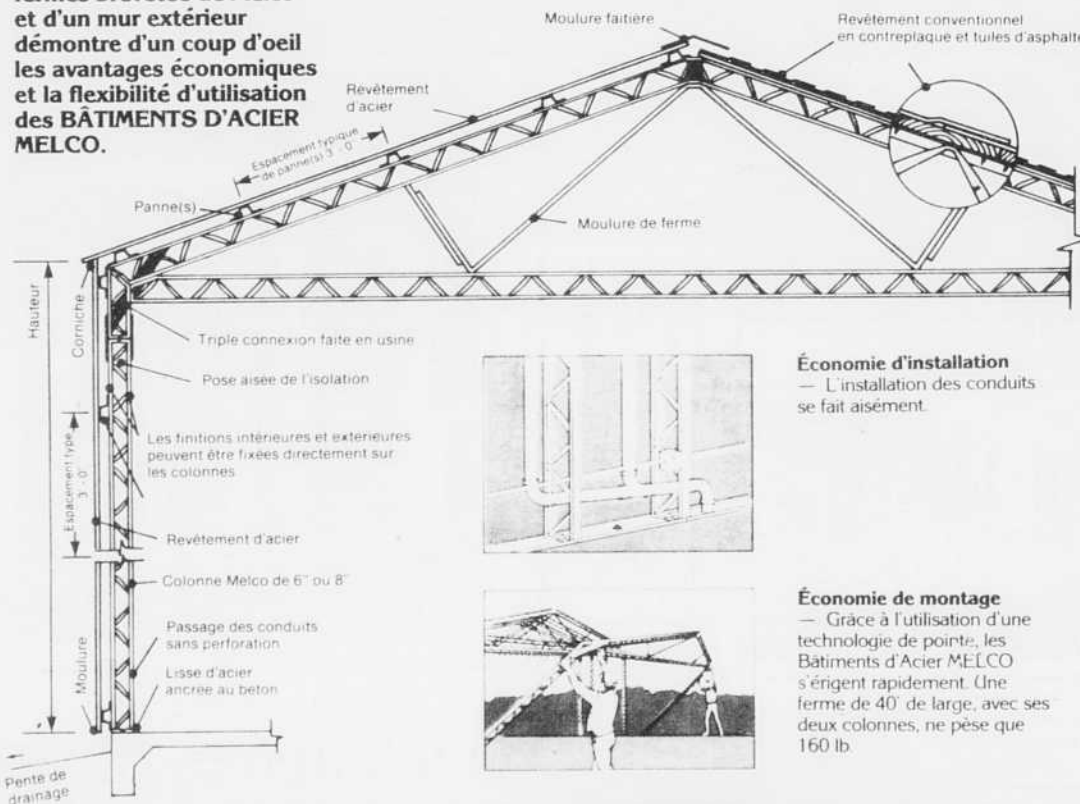 et d'un mur extérieur
démontre d'un coup d'oeil
les avantages économiques
et la flexibilité d'utilisation
des BÂTIMENTS D'ACIER
MELCO.
Moulure faîtière
Revêtement conventionnel
en contreplaque et tuiles d'asphalte
Revêtement
d'acier
Espacement typique
de panne(s) 3' - 0"
Panne(s)
Moulure de ferme
Hauteur
Corniche
Triple connexion faite en usine
Pose aisée de l'isolation
Les finitions intérieures et exterieures
peuvent être fixées directement sur
les colonnes.
Espacement type
3' - 0"
Revêtement d'acier
Colonne Melco de 6" ou 8"
Passage des conduits
sans perforation
Lisse d'acier
ancrée au béton
Moulure
Pente de
drainage
Économie d'installation
— L'installation des conduits
se fait aisément.
Économie de montage
— Grâce à l'utilisation d'une
technologie de pointe, les
Bâtiments d'Acier MELCO
s'érigent rapidement. Une
ferme de 40' de large, avec ses
deux colonnes, ne pèse que
160 lb.